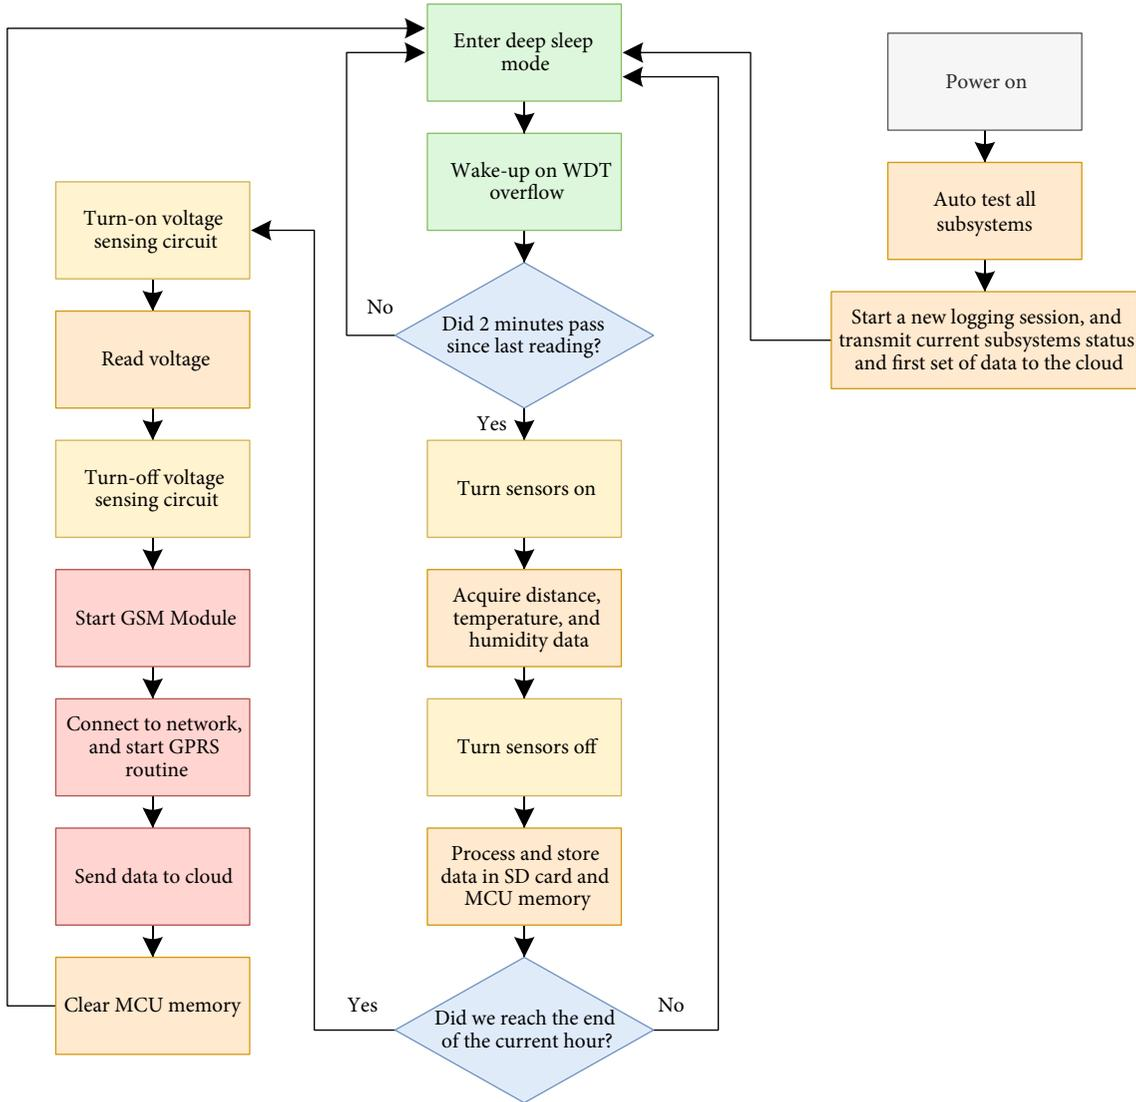 Enter deep sleep
mode
Power on
Wake-up on WDT
overflow
Auto test all
subsystems
Turn-on voltage
sensing circuit
No
Did 2 minutes pass
since last reading?
Start a new logging session, and
transmit current subsystems status
and first set of data to the cloud
Read voltage
Yes
Turn-off voltage
sensing circuit
Turn sensors on
Start GSM Module
Acquire distance,
temperature, and
humidity data
Connect to network,
and start GPRS
routine
Turn sensors off
Send data to cloud
Process and store
data in SD card and
MCU memory
Clear MCU memory
Yes
Did we reach the end
of the current hour?
No